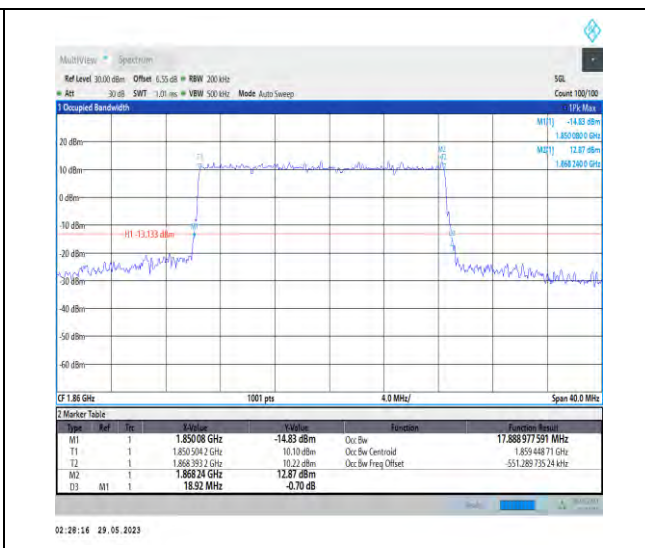 MultiView Spectrum
Ref Level 30.00 dBm Offset 6.55 dB RBW 200 kHz SGL
Att 30 dB SWT 1.01 ms VBW 500 kHz Mode Auto Sweep Count 100/100
1 Occupied Bandwidth 1Pk Max
M1[1] -14.83 dBm
1.850 080 0 GHz
M2[1] 12.87 dBm
1.868 240 0 GHz
20 dBm
M2
10 dBm
0 dBm
-10 dBm
H1 -13.133 dBm
-20 dBm
-30 dBm
-40 dBm
-50 dBm
-60 dBm
CF 1.86 GHz 1001 pts 4.0 MHz/ Span 40.0 MHz
2 Marker Table
Type Ref Trc X-Value Y-Value Function Function Result
M1 1 1.85008 GHz -14.83 dBm Occ Bw 17.888 977 591 MHz
T1 1 1.850 504 2 GHz 10.10 dBm Occ Bw Centroid 1.859 448 71 GHz
T2 1 1.868 393 2 GHz 10.22 dBm Occ Bw Freq Offset -551.289 735 24 kHz
M2 1 1.86824 GHz 12.87 dBm
D3 M1 1 18.92 MHz -0.70 dB
02:28:16 29.05.2023